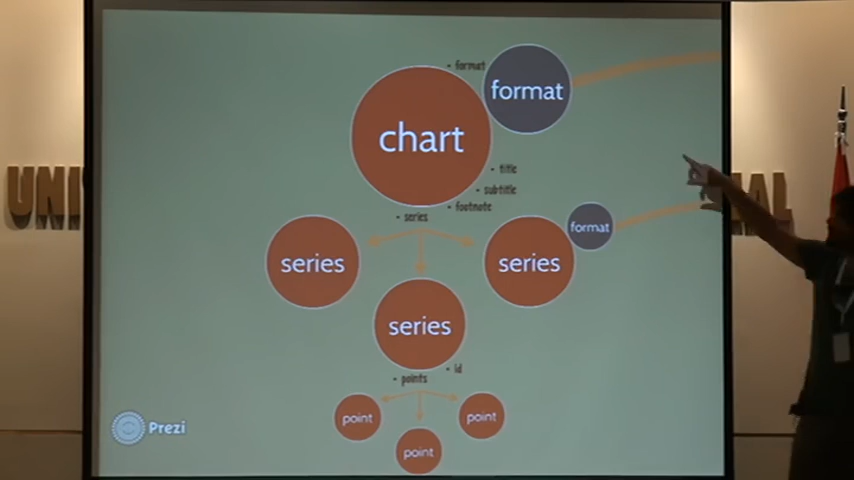 - format
format
chart
- title
- subtitle
- footnote
- series
format
series
series
series
- id
- points
point
point
point
Prezi
UNI
AL